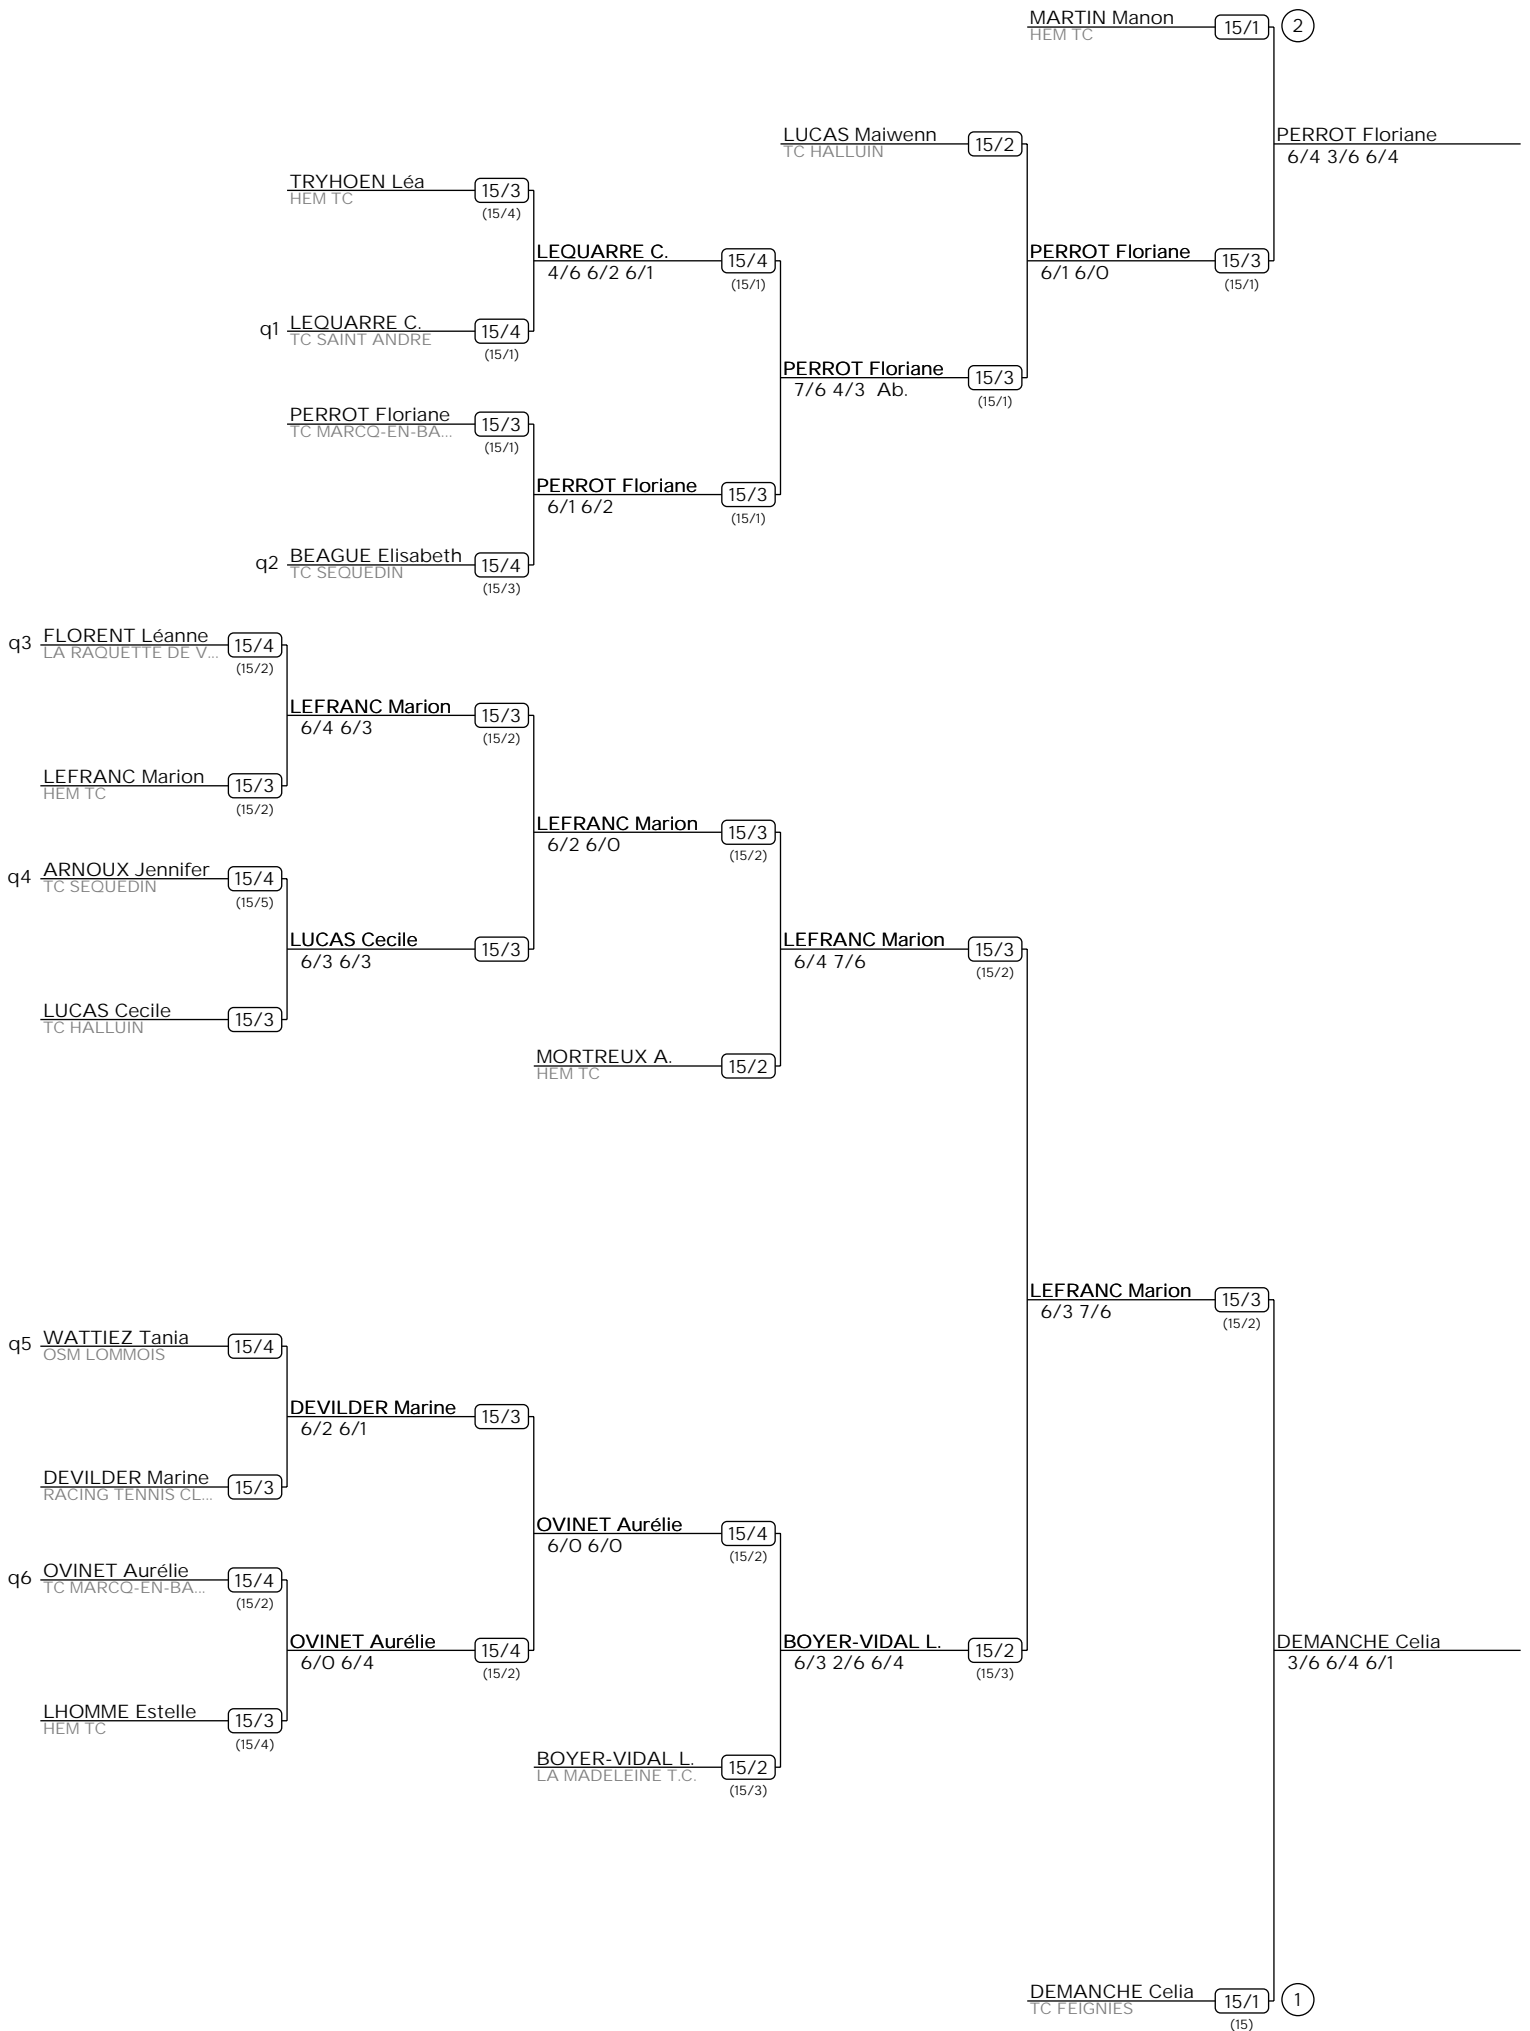 MARTIN Manon
HEM TC
15/1
2
LUCAS Maiwenn
TC HALLUIN
15/2
PERROT Floriane
6/4 3/6 6/4
TRYHOEN Léa
HEM TC
15/3
(15/4)
LEQUARRE C.
4/6 6/2 6/1
15/4
(15/1)
PERROT Floriane
6/1 6/0
15/3
(15/1)
q1
LEQUARRE C.
TC SAINT ANDRE
15/4
(15/1)
PERROT Floriane
7/6 4/3 Ab.
15/3
(15/1)
PERROT Floriane
TC MARCQ-EN-BA...
15/3
(15/1)
PERROT Floriane
6/1 6/2
15/3
(15/1)
q2
BEAGUE Elisabeth
TC SEQUEDIN
15/4
(15/3)
q3
FLORENT Léanne
LA RAQUETTE DE V...
15/4
(15/2)
LEFRANC Marion
6/4 6/3
15/3
(15/2)
LEFRANC Marion
HEM TC
15/3
(15/2)
LEFRANC Marion
6/2 6/0
15/3
(15/2)
q4
ARNOUX Jennifer
TC SEQUEDIN
15/4
(15/5)
LUCAS Cecile
6/3 6/3
15/3
LEFRANC Marion
6/4 7/6
15/3
(15/2)
LUCAS Cecile
TC HALLUIN
15/3
MORTREUX A.
HEM TC
15/2
LEFRANC Marion
6/3 7/6
15/3
(15/2)
q5
WATTIEZ Tania
OSM LOMMOIS
15/4
DEVILDER Marine
6/2 6/1
15/3
DEVILDER Marine
RACING TENNIS CL...
15/3
OVINET Aurélie
6/0 6/0
15/4
(15/2)
q6
OVINET Aurélie
TC MARCQ-EN-BA...
15/4
(15/2)
OVINET Aurélie
6/0 6/4
15/4
(15/2)
BOYER-VIDAL L.
6/3 2/6 6/4
15/2
(15/3)
DEMANCHE Celia
3/6 6/4 6/1
LHOMME Estelle
HEM TC
15/3
(15/4)
BOYER-VIDAL L.
LA MADELEINE T.C.
15/2
(15/3)
DEMANCHE Celia
TC FEIGNIES
15/1
(15)
1